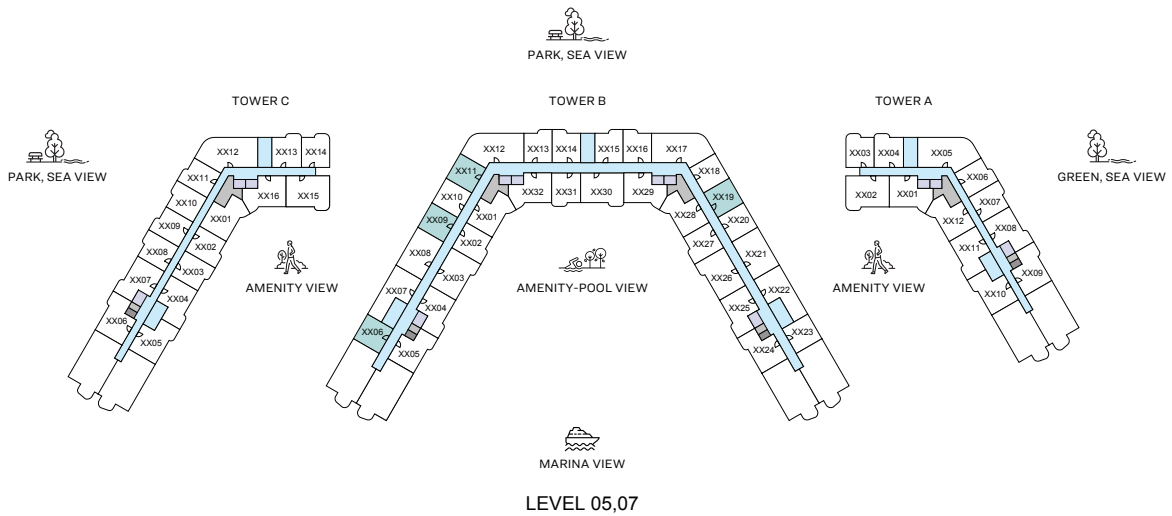 PARK, SEA VIEW
TOWER C
TOWER B
TOWER A
PARK, SEA VIEW
GREEN, SEA VIEW
XX12
XX13
XX14
XX11
XX10
XX09
XX08
XX07
XX06
XX01
XX02
XX03
XX04
XX05
XX16
XX15
AMENITY VIEW
XX12
XX13
XX14
XX15
XX16
XX17
XX11
XX10
XX09
XX08
XX07
XX06
XX01
XX02
XX03
XX04
XX05
XX32
XX31
XX30
XX29
XX18
XX19
XX20
XX21
XX22
XX23
XX28
XX27
XX26
XX25
XX24
AMENITY-POOL VIEW
XX03
XX04
XX05
XX02
XX01
XX06
XX07
XX08
XX09
XX12
XX11
XX10
AMENITY VIEW
MARINA VIEW
LEVEL 05,07